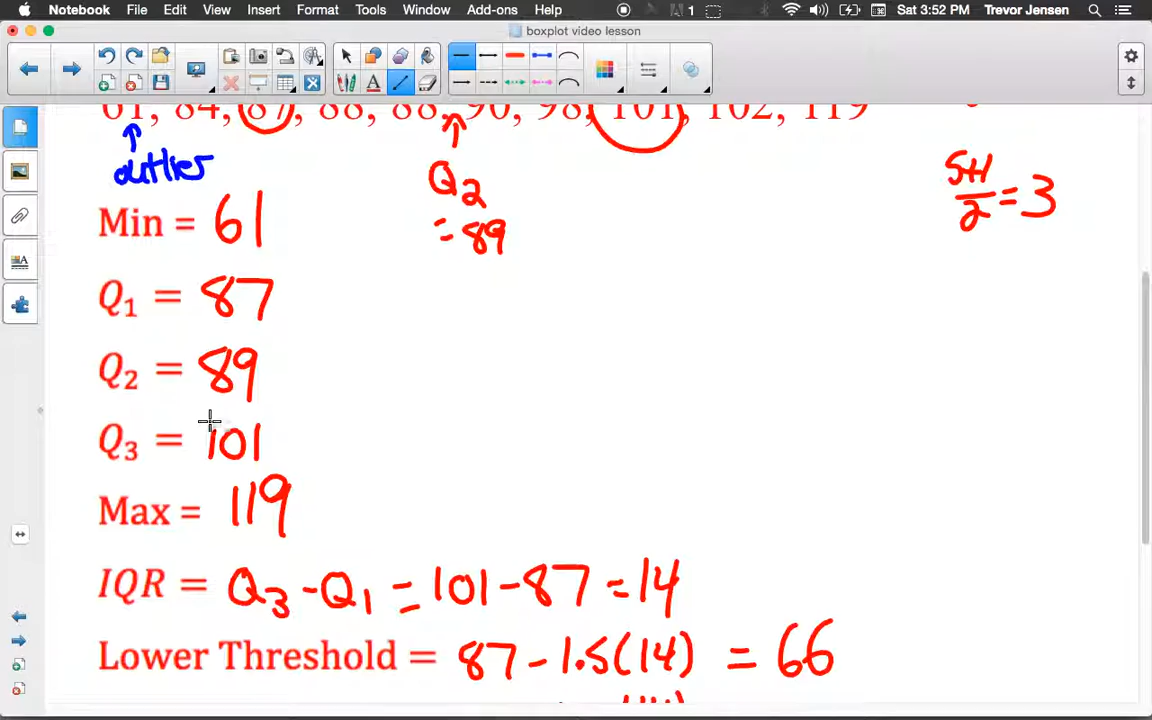 Notebook File Edit View Insert Format Tools Window Add-ons Help 1 Sat 3:52 PM Trevor Jensen
boxplot video lesson
61, 84, 87, 88, 88, 90, 98, 101, 102, 119
outlier
Q2
= 89
5+1
2
= 3
Min = 61
Q1 = 87
Q2 = 89
Q3 = 101
Max = 119
IQR = Q3 - Q1 = 101 - 87 = 14
Lower Threshold = 87 - 1.5(14) = 66